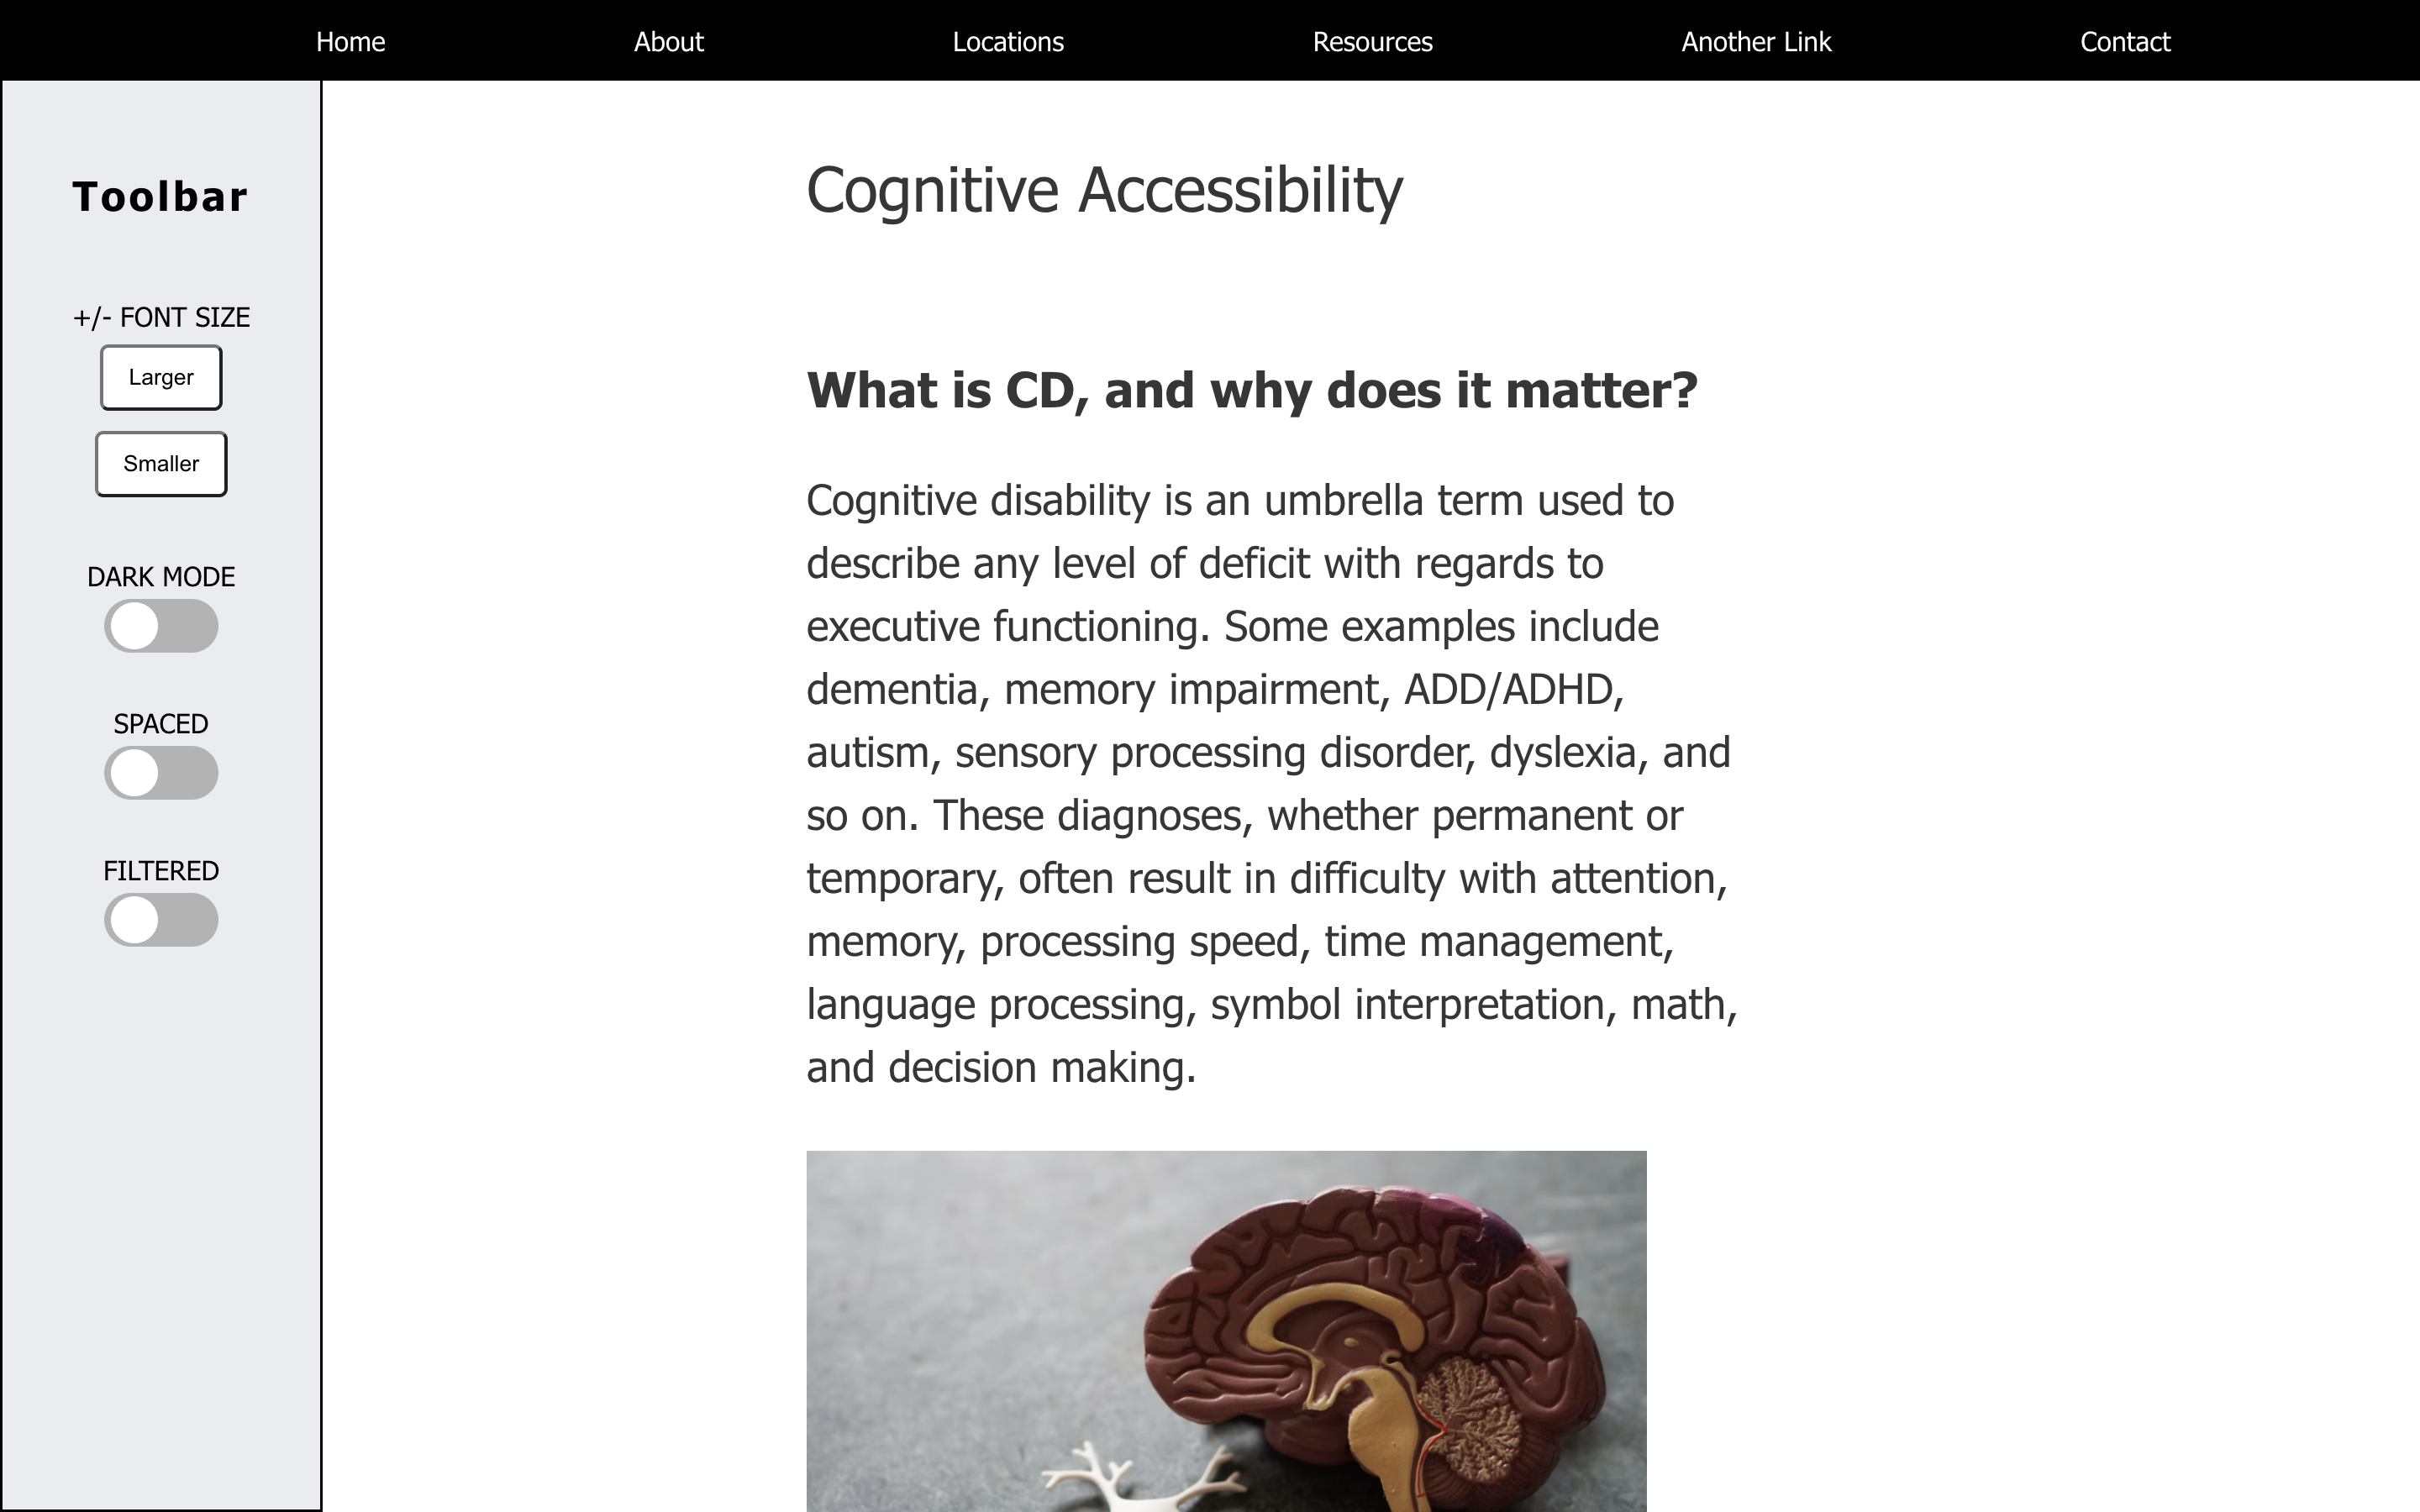 Home About Locations Resources Another Link Contact
Toolbar
+/- FONT SIZE
Larger
Smaller
DARK MODE
SPACED
FILTERED
Cognitive Accessibility
What is CD, and why does it matter?
Cognitive disability is an umbrella term used to
describe any level of deficit with regards to
executive functioning. Some examples include
dementia, memory impairment, ADD/ADHD,
autism, sensory processing disorder, dyslexia, and
so on. These diagnoses, whether permanent or
temporary, often result in difficulty with attention,
memory, processing speed, time management,
language processing, symbol interpretation, math,
and decision making.